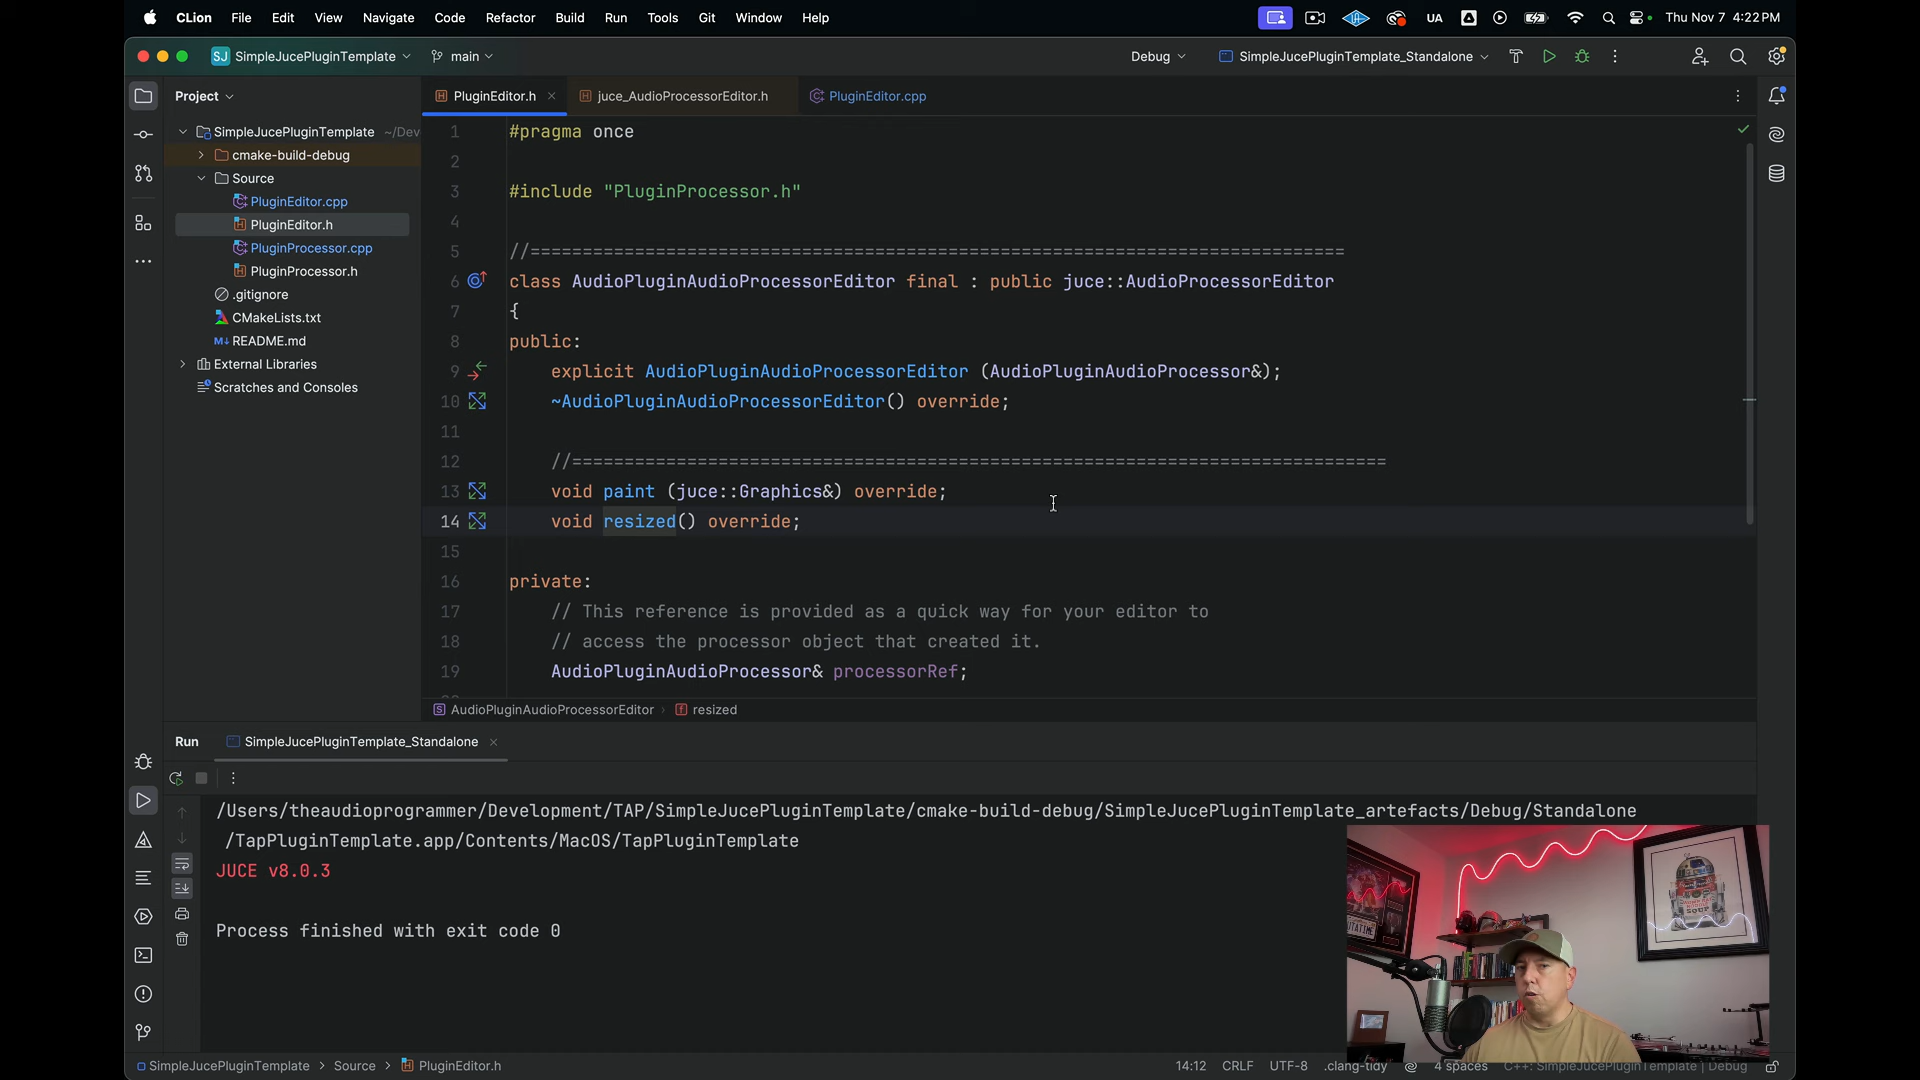 CLion File Edit View Navigate Code Refactor Build Run Tools Git Window Help UA Thu Nov 7 4:22 PM
SJ SimpleJucePluginTemplate main Debug SimpleJucePluginTemplate_Standalone
Project
SimpleJucePluginTemplate ~/Dev
cmake-build-debug
Source
PluginEditor.cpp
PluginEditor.h
PluginProcessor.cpp
PluginProcessor.h
.gitignore
CMakeLists.txt
README.md
External Libraries
Scratches and Consoles
PluginEditor.h juce_AudioProcessorEditor.h PluginEditor.cpp
1 #pragma once
2
3 #include "PluginProcessor.h"
4
5 //==============================================================================
6 class AudioPluginAudioProcessorEditor final : public juce::AudioProcessorEditor
7 {
8 public:
9 explicit AudioPluginAudioProcessorEditor (AudioPluginAudioProcessor&);
10 ~AudioPluginAudioProcessorEditor() override;
11
12 //==============================================================================
13 void paint (juce::Graphics&) override;
14 void resized() override;
15
16 private:
17 // This reference is provided as a quick way for your editor to
18 // access the processor object that created it.
19 AudioPluginAudioProcessor& processorRef;
AudioPluginAudioProcessorEditor › resized
Run SimpleJucePluginTemplate_Standalone
/Users/theaudioprogrammer/Development/TAP/SimpleJucePluginTemplate/cmake-build-debug/SimpleJucePluginTemplate_artefacts/Debug/Standalone
/TapPluginTemplate.app/Contents/MacOS/TapPluginTemplate
JUCE v8.0.3
Process finished with exit code 0
SimpleJucePluginTemplate › Source › PluginEditor.h 14:12 CRLF UTF-8 .clang-tidy 4 spaces C++: SimpleJucePluginTemplate | Debug